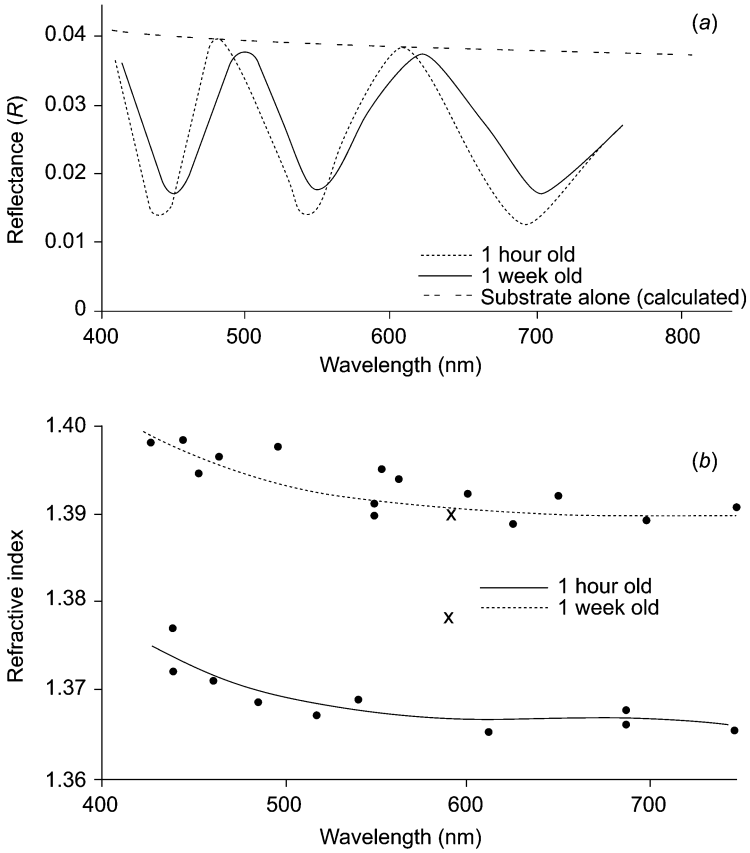 (a)
0.04
0.03
0.02
0.01
0
Reflectance (R)
1 hour old
1 week old
Substrate alone (calculated)
400 500 600 700 800
Wavelength (nm)
(b)
1.40
1.39
1.38
1.37
1.36
Refractive index
x
x
1 hour old
1 week old
400 500 600 700
Wavelength (nm)